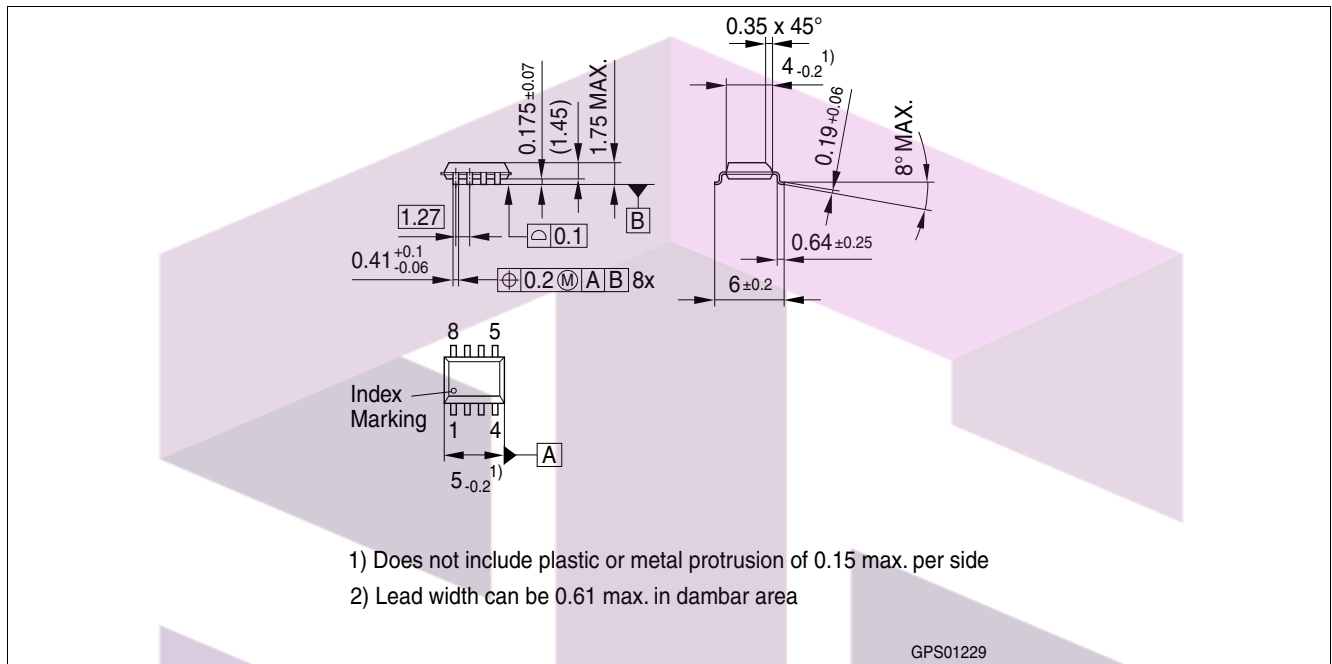 0.35 x 45°
4 -0.2 1)
0.175 ±0.07
(1.45)
1.75 MAX.
0.19 +0.06
8° MAX.
B
1.27
⌓ 0.1
0.64 ±0.25
0.41 +0.1 -0.06
⌖ 0.2 Ⓜ A B 8x
6 ±0.2
8 5
Index
Marking
1 4
A
5 -0.2 1)
1) Does not include plastic or metal protrusion of 0.15 max. per side
2) Lead width can be 0.61 max. in dambar area
GPS01229